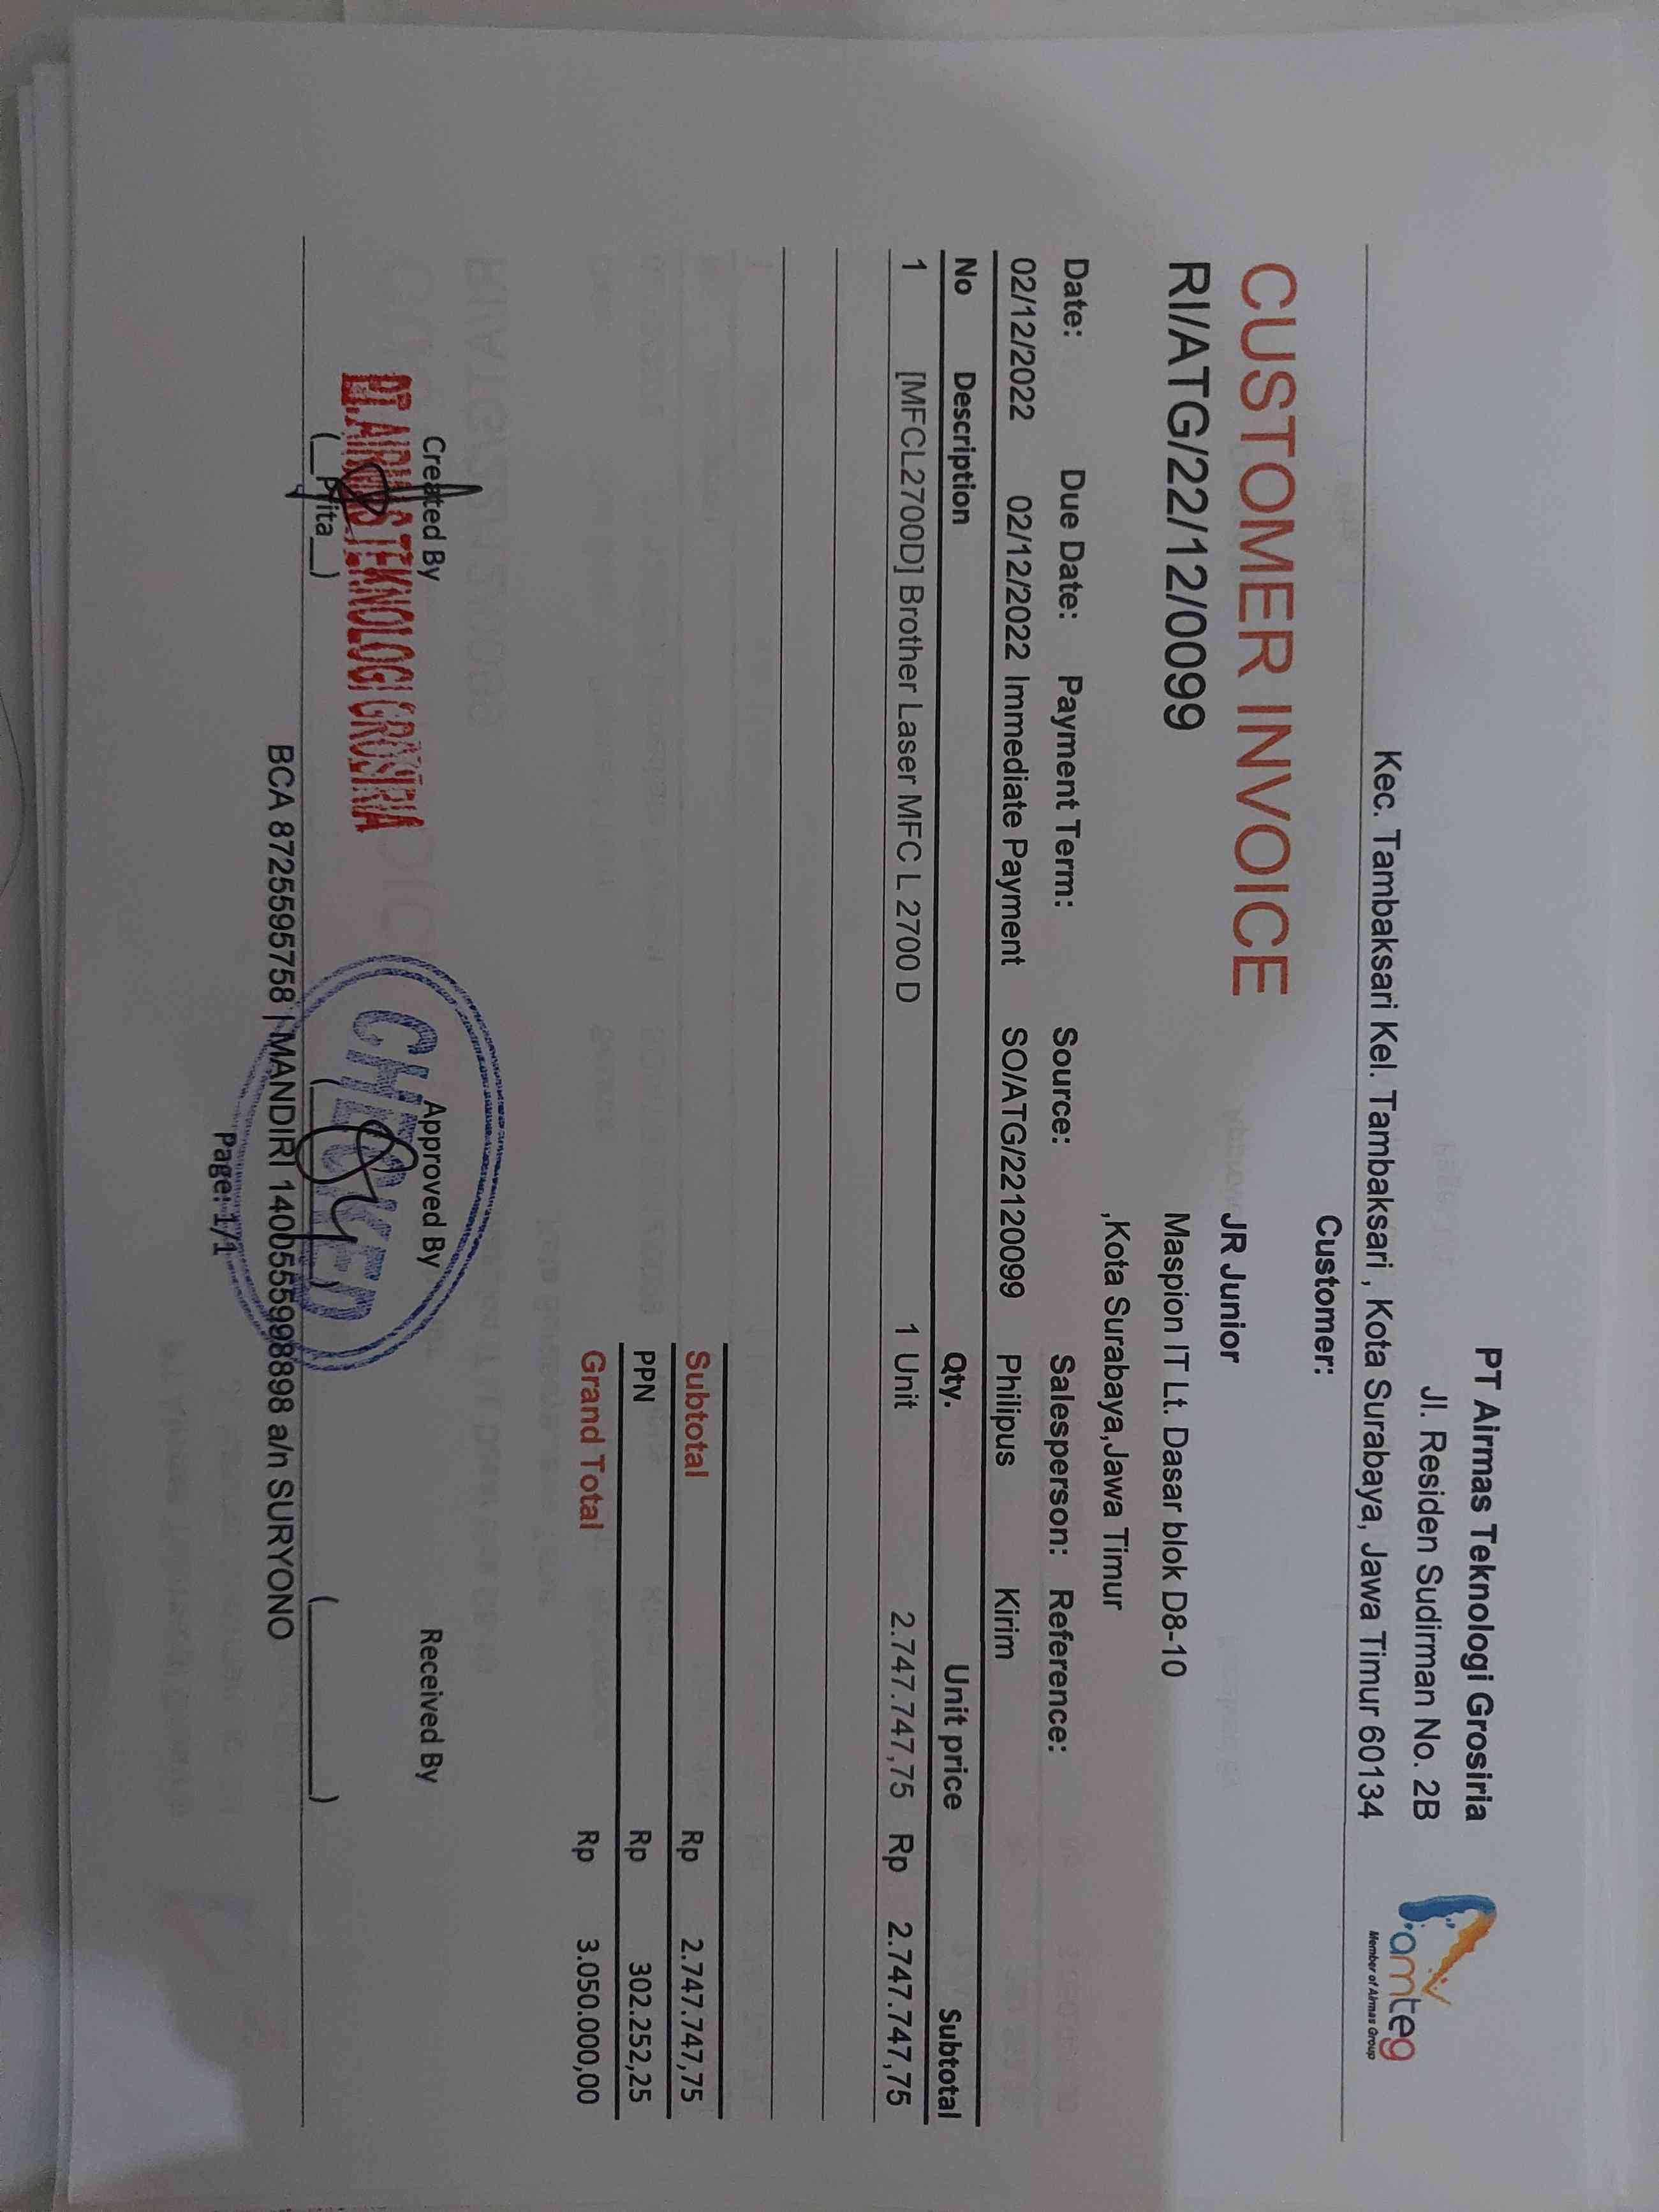 PT Airmas Teknologi Grosiria
Jl. Residen Sudirman No. 2B
Kec. Tambaksari Kel. Tambaksari , Kota Surabaya, Jawa Timur 60134
amteg
Member of Airmas Group
Customer:
CUSTOMER INVOICE
JR Junior
RI/ATG/22/12/0099
Maspion IT Lt. Dasar blok D8-10
,Kota Surabaya,Jawa Timur
Date: Due Date: Payment Term: Source: Salesperson: Reference:
02/12/2022 02/12/2022 Immediate Payment SO/ATG/22120099 Philipus Kirim
No Description Qty. Unit price Subtotal
1 [MFCL2700D] Brother Laser MFC L 2700 D 1 Unit 2.747.747,75 Rp 2.747.747,75
Subtotal Rp 2.747.747,75
PPN Rp 302.252,25
Grand Total Rp 3.050.000,00
Created By Approved By Received By
PT.AIRMAS TEKNOLOGI GROSIRIA
CHECKED
(__Prita__) (________) (________)
BCA 8725595758 | MANDIRI 1400555998898 a/n SURYONO
Page: 1/1